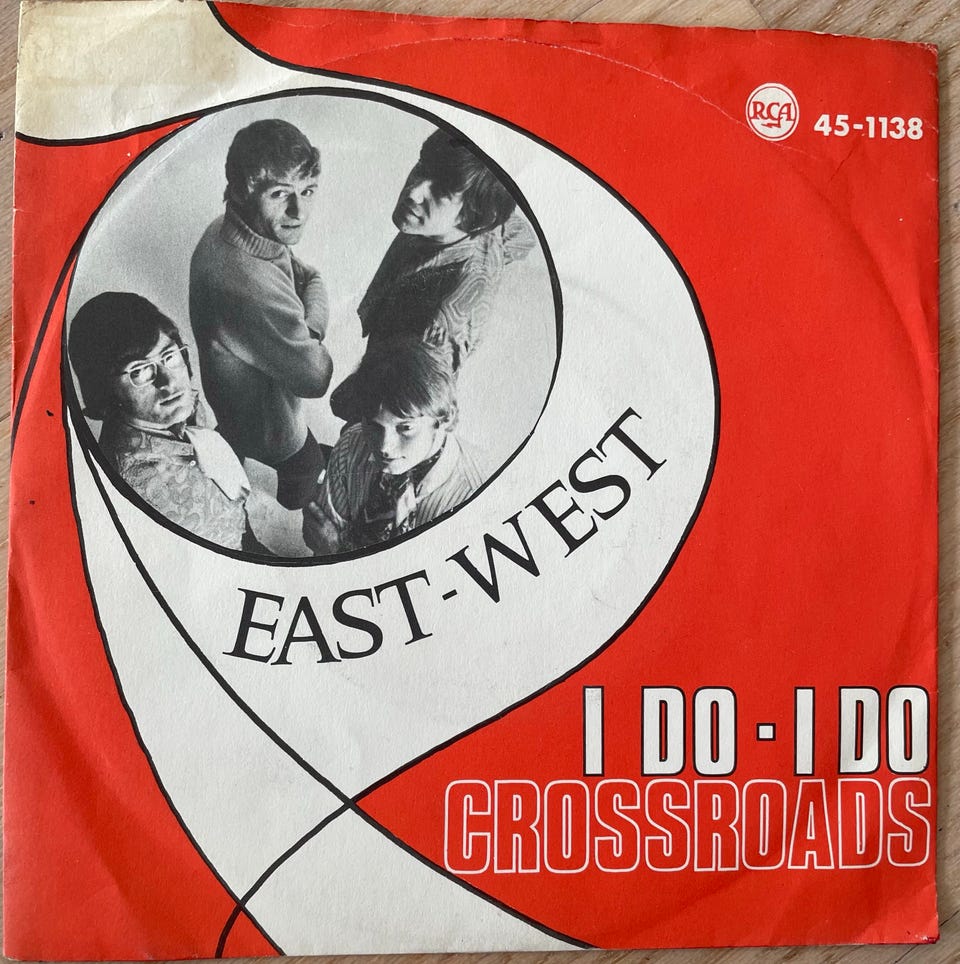 RCA
45-1138
EAST-WEST
I DO · I DO
CROSSROADS